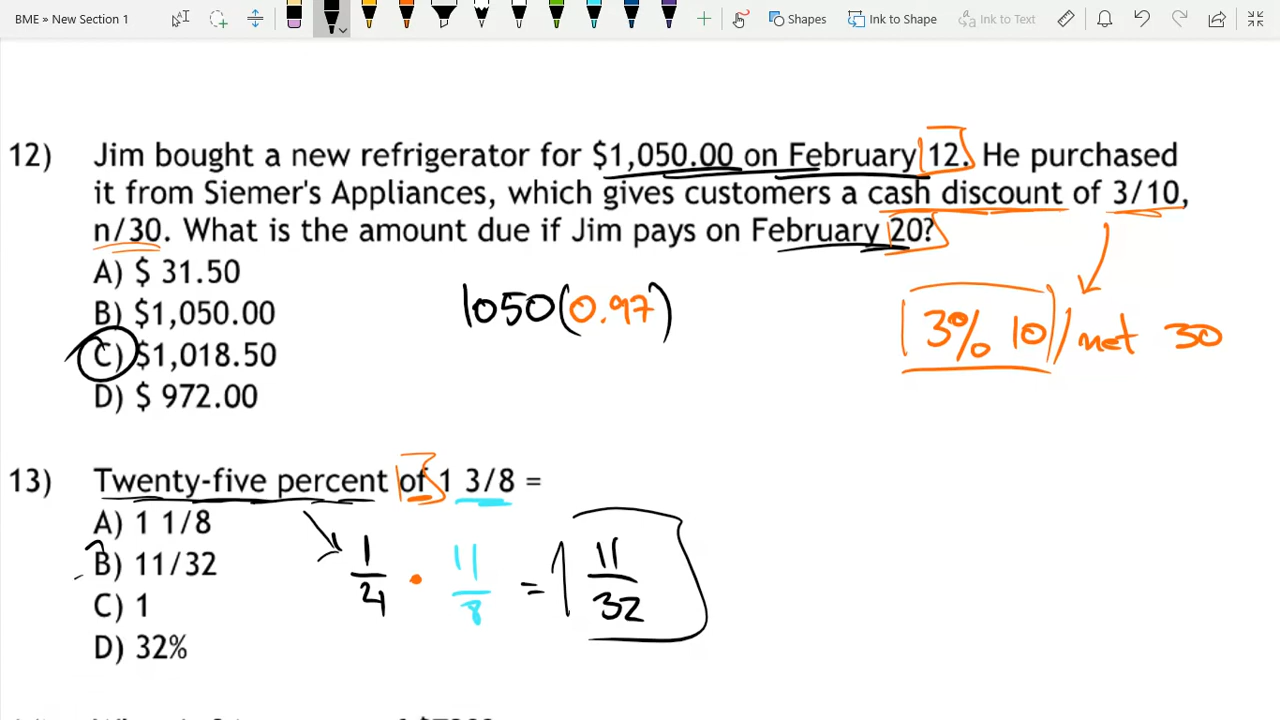 BME » New Section 1
Shapes
Ink to Shape
Ink to Text
12) Jim bought a new refrigerator for $1,050.00 on February 12. He purchased
it from Siemer's Appliances, which gives customers a cash discount of 3/10,
n/30. What is the amount due if Jim pays on February 20?
A) $ 31.50
B) $1,050.00
C) $1,018.50
D) $ 972.00
1050(0.97)
3% 10/net 30
13) Twenty-five percent of 1 3/8 =
A) 1 1/8
B) 11/32
C) 1
D) 32%
1/4 · 11/8 = 11/32